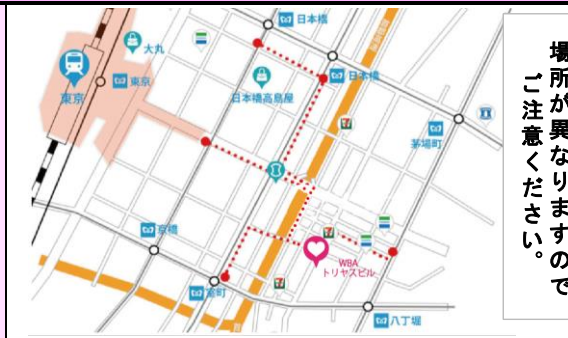 日本橋
大丸
東京
東京
日本橋
日本橋高島屋
茅場町
京橋
WBA
トリヤスビル
八丁堀
場所が異なりますので
ご注意ください。